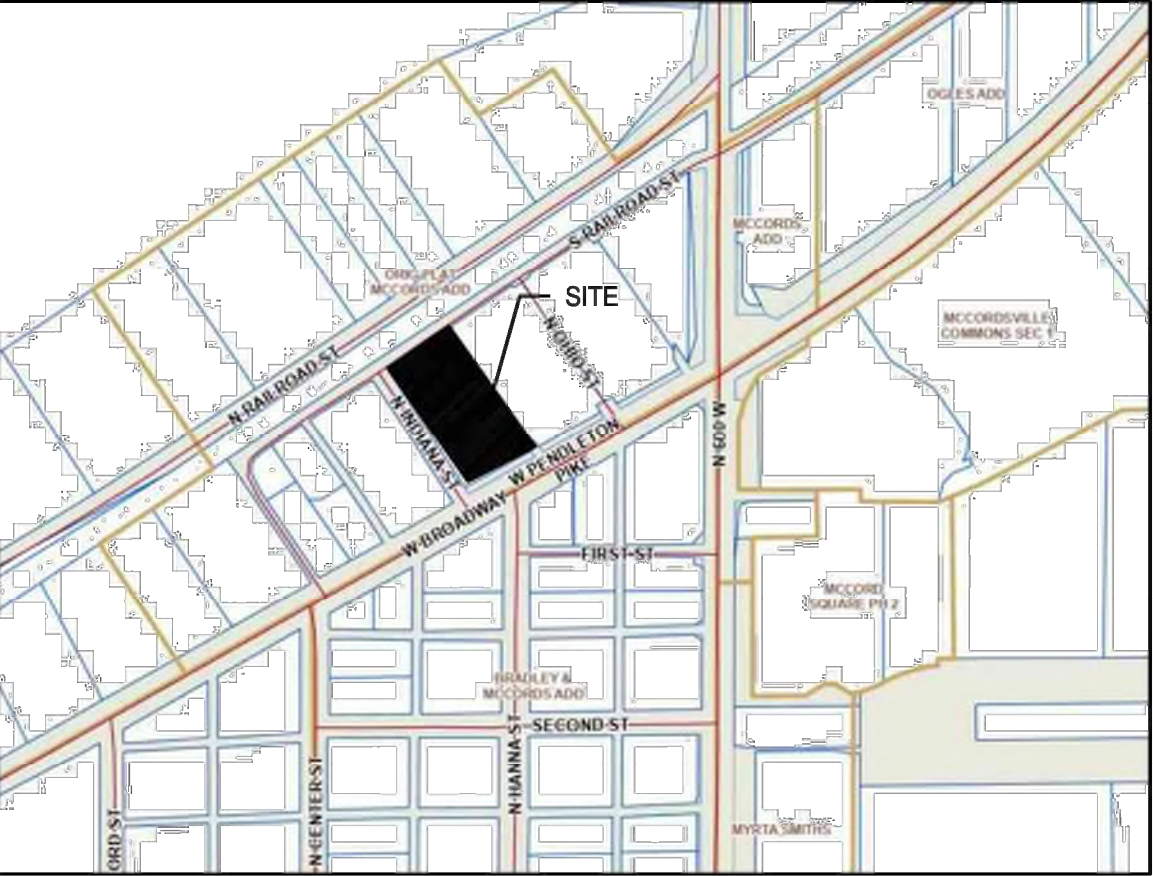 OGLES ADD
S RAILROAD ST
MCCORDS
ADD
ORIG PLAT
MCCORDS ADD
SITE
MCCORDSVILLE
COMMONS SEC 1
N OHIO ST
N RAILROAD ST
N INDIANA ST
N 600 W
W PENDLETON
PIKE
W BROADWAY
FIRST ST
MCCORD
SQUARE PH 2
BRADLEY &
MCCORDS ADD
SECOND ST
N HANNA ST
N CENTER ST
ORD ST
MYRTA SMITHS